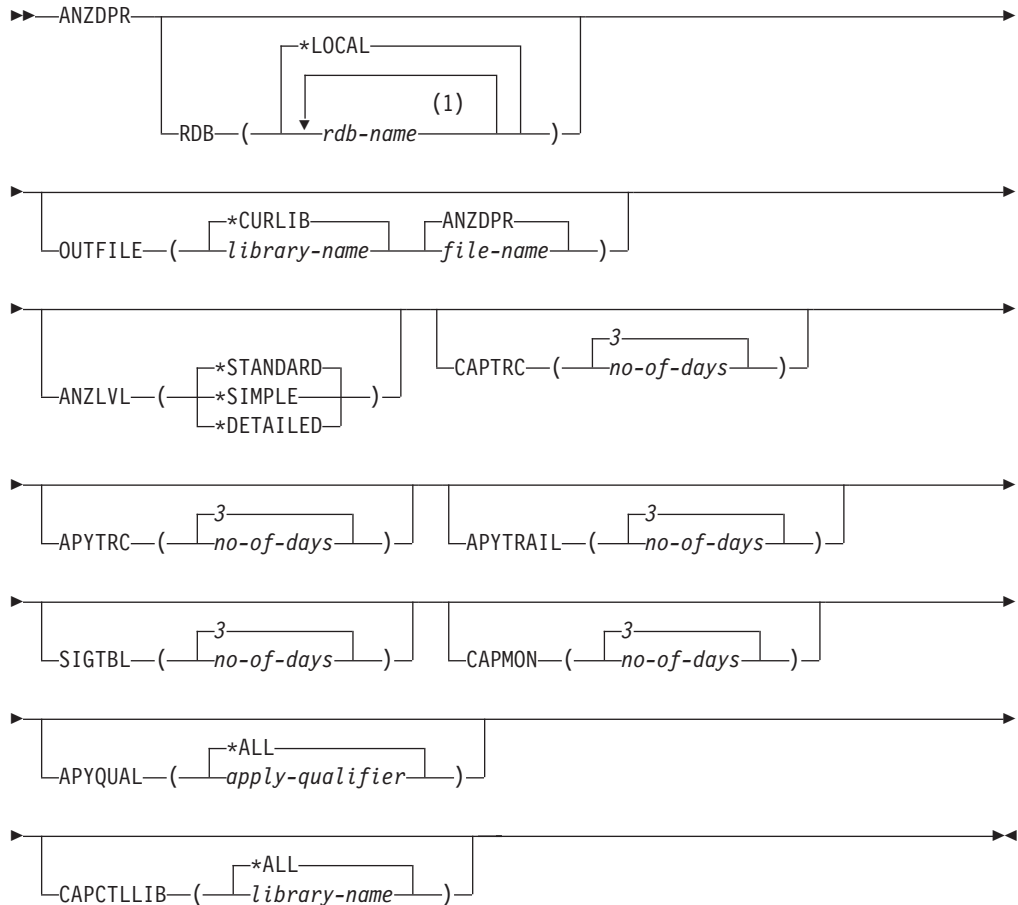 ANZDPR
*LOCAL
(1)
RDB ( rdb-name )
*CURLIB ANZDPR
OUTFILE ( library-name file-name )
*STANDARD 3
ANZLVL ( *SIMPLE ) CAPTRC ( no-of-days )
*DETAILED
3 3
APYTRC ( no-of-days ) APYTRAIL ( no-of-days )
3 3
SIGTBL ( no-of-days ) CAPMON ( no-of-days )
*ALL
APYQUAL ( apply-qualifier )
*ALL
CAPCTLLIB ( library-name )